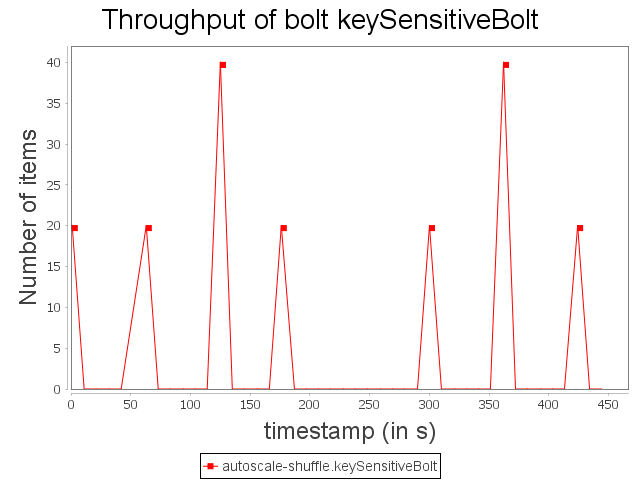 Throughput of bolt keySensitiveBolt
Number of items
40
35
30
25
20
15
10
5
0
0 50 100 150 200 250 300 350 400 450
timestamp (in s)
autoscale-shuffle.keySensitiveBolt